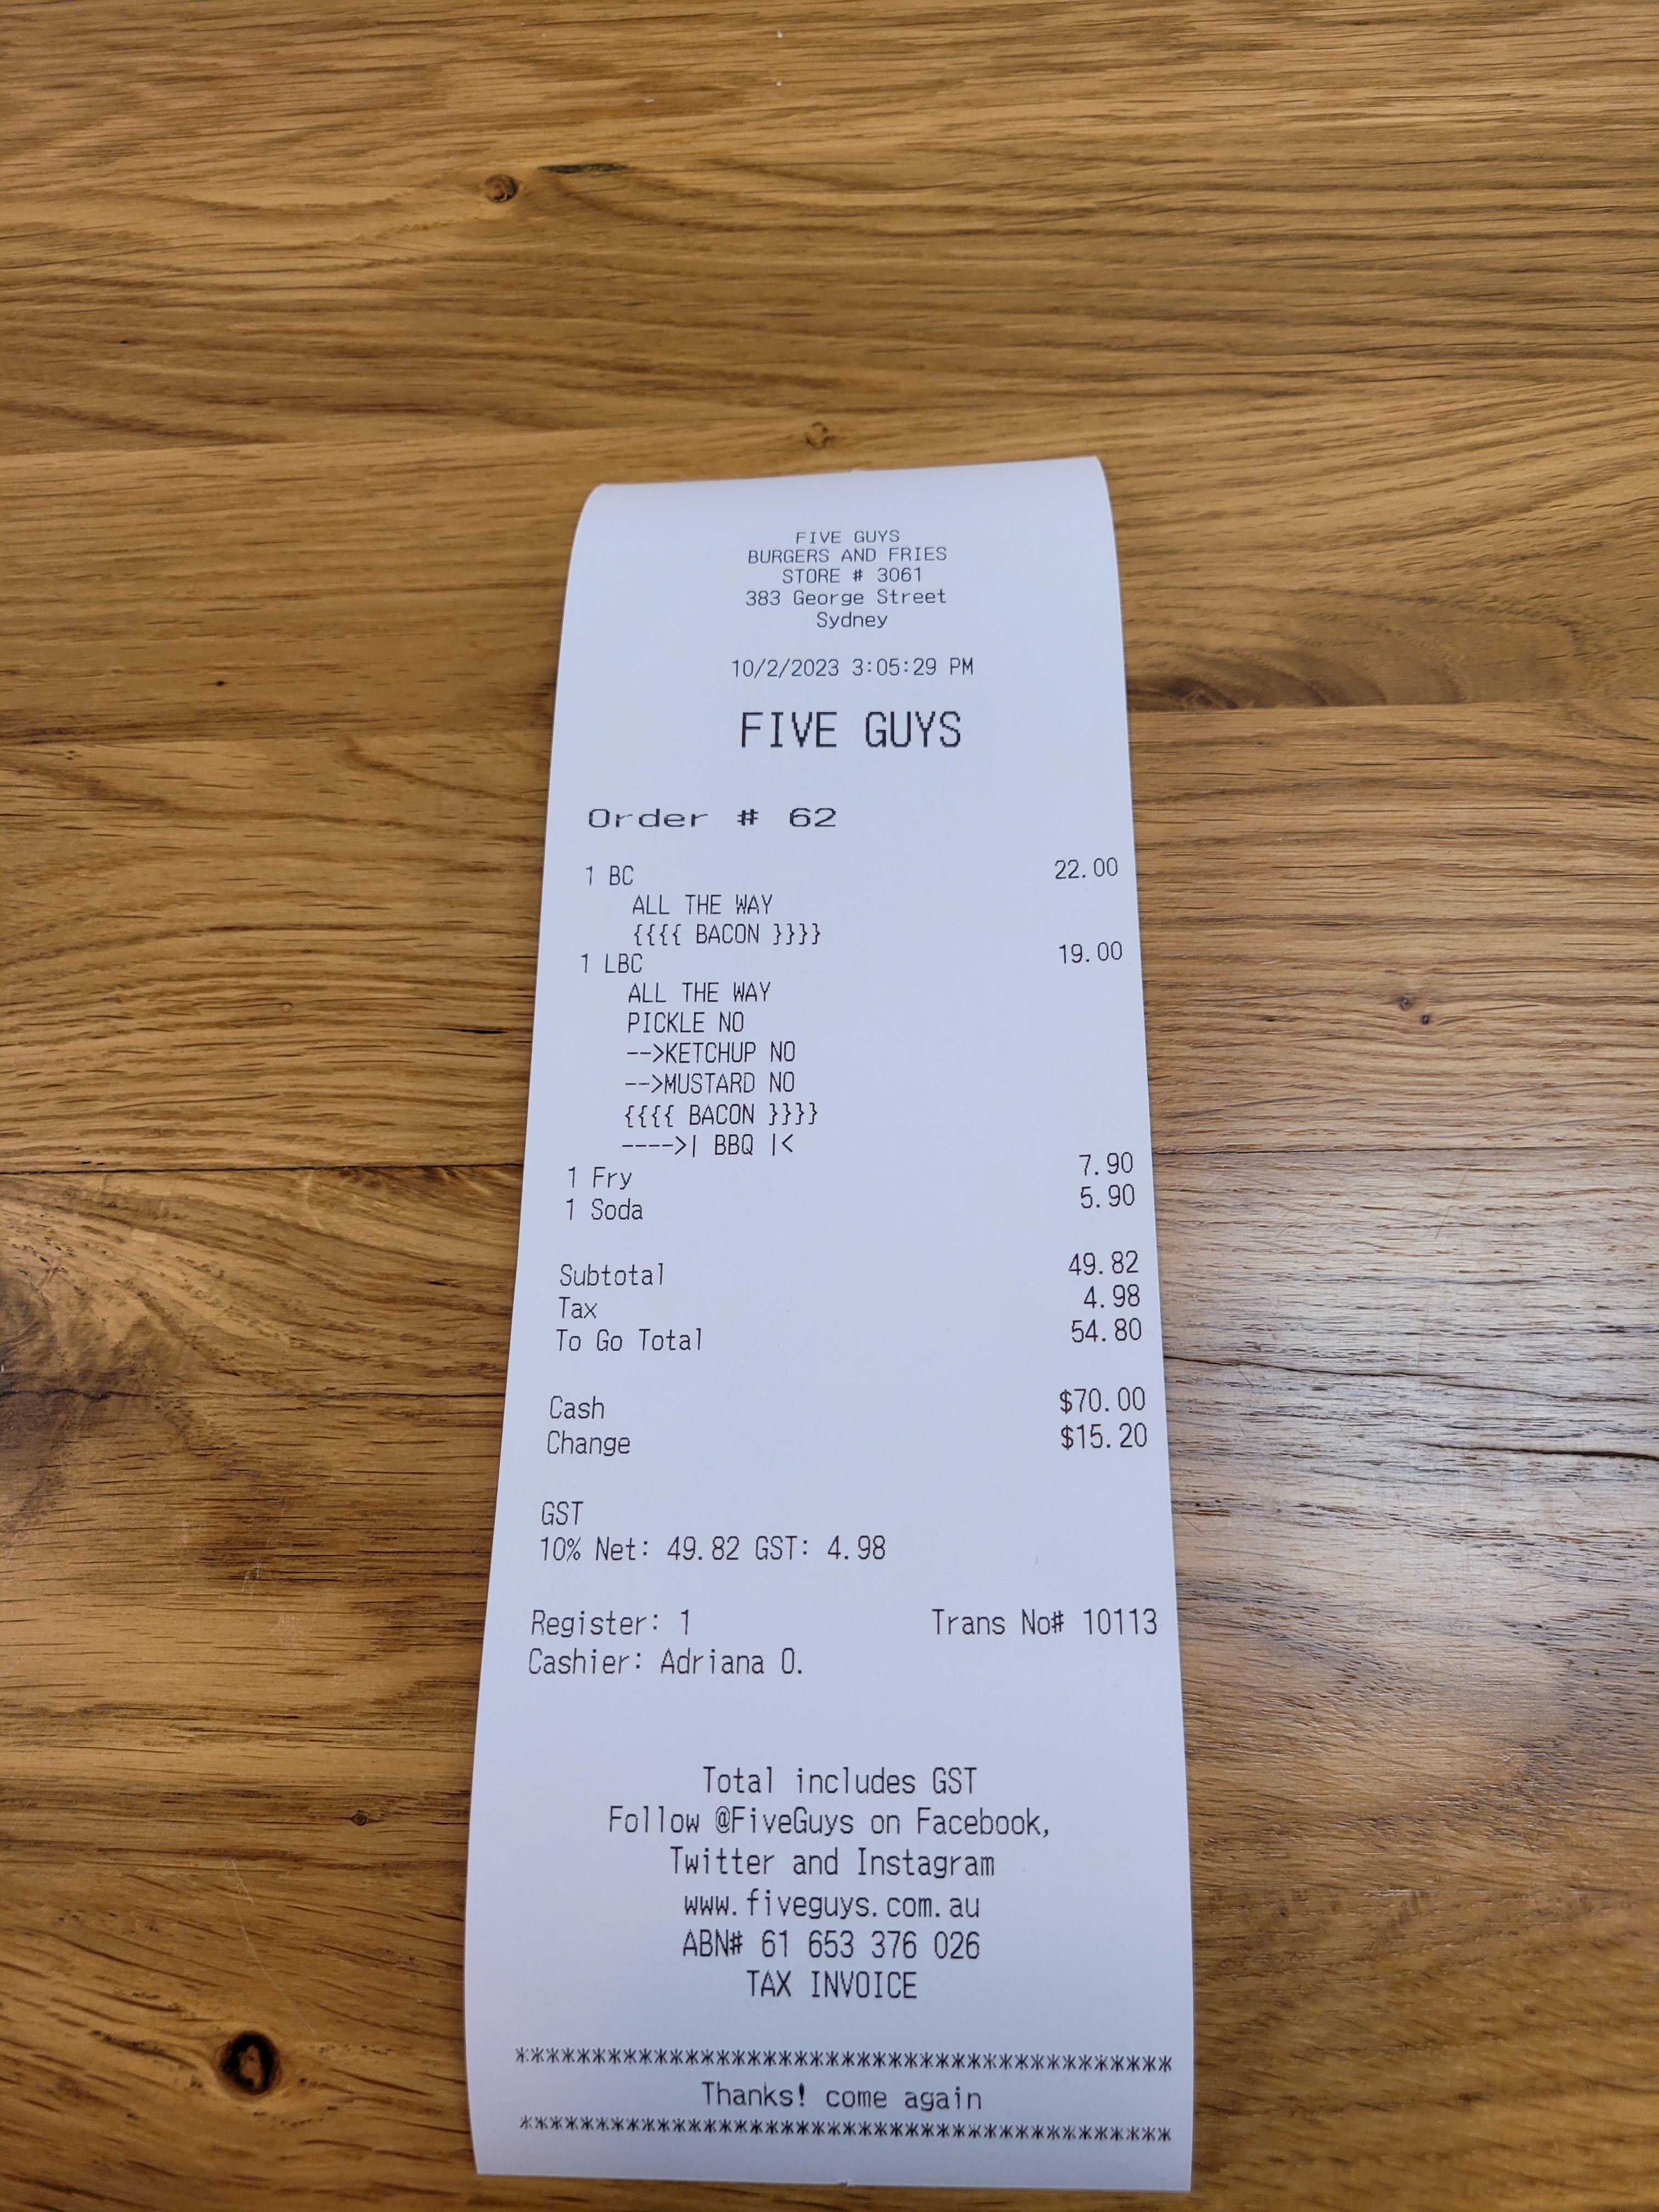 FIVE GUYS
BURGERS AND FRIES
STORE # 3061
383 George Street
Sydney
10/2/2023 3:05:29 PM
FIVE GUYS
Order # 62
1 BC 22.00
ALL THE WAY
{{{{ BACON }}}}
1 LBC 19.00
ALL THE WAY
PICKLE NO
-->KETCHUP NO
-->MUSTARD NO
{{{{ BACON }}}}
---->| BBQ |<
1 Fry 7.90
1 Soda 5.90
Subtotal 49.82
Tax 4.98
To Go Total 54.80
Cash $70.00
Change $15.20
GST
10% Net: 49.82 GST: 4.98
Register: 1 Trans No# 10113
Cashier: Adriana O.
Total includes GST
Follow @FiveGuys on Facebook,
Twitter and Instagram
www.fiveguys.com.au
ABN# 61 653 376 026
TAX INVOICE
******************************************
Thanks! come again
******************************************